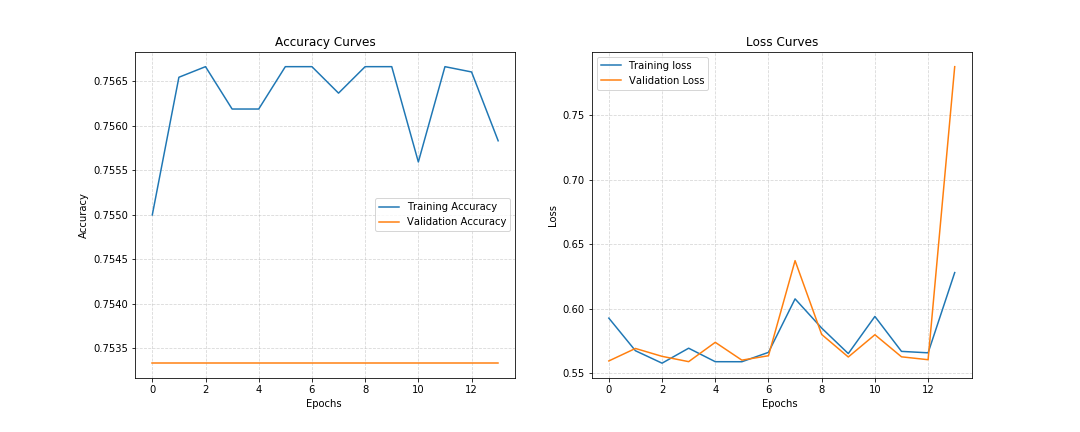 Accuracy Curves
0.7565
0.7560
0.7555
0.7550
0.7545
0.7540
0.7535
Accuracy
Training Accuracy
Validation Accuracy
0 2 4 6 8 10 12
Epochs
Loss Curves
Training loss
Validation Loss
0.75
0.70
0.65
0.60
0.55
Loss
0 2 4 6 8 10 12
Epochs